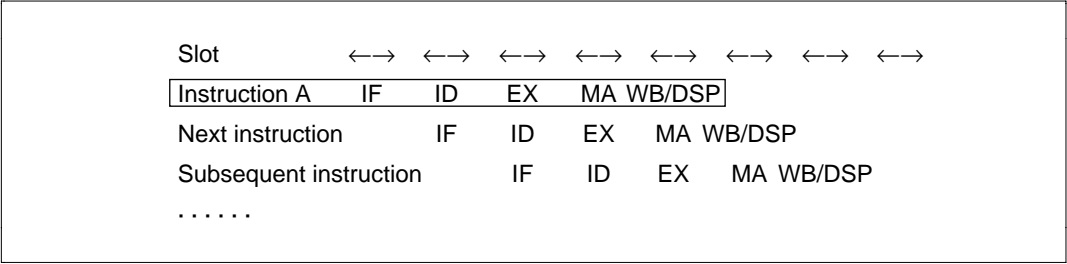 Slot ←→ ←→ ←→ ←→ ←→ ←→ ←→ ←→
Instruction A IF ID EX MA WB/DSP
Next instruction IF ID EX MA WB/DSP
Subsequent instruction IF ID EX MA WB/DSP
. . . . . .